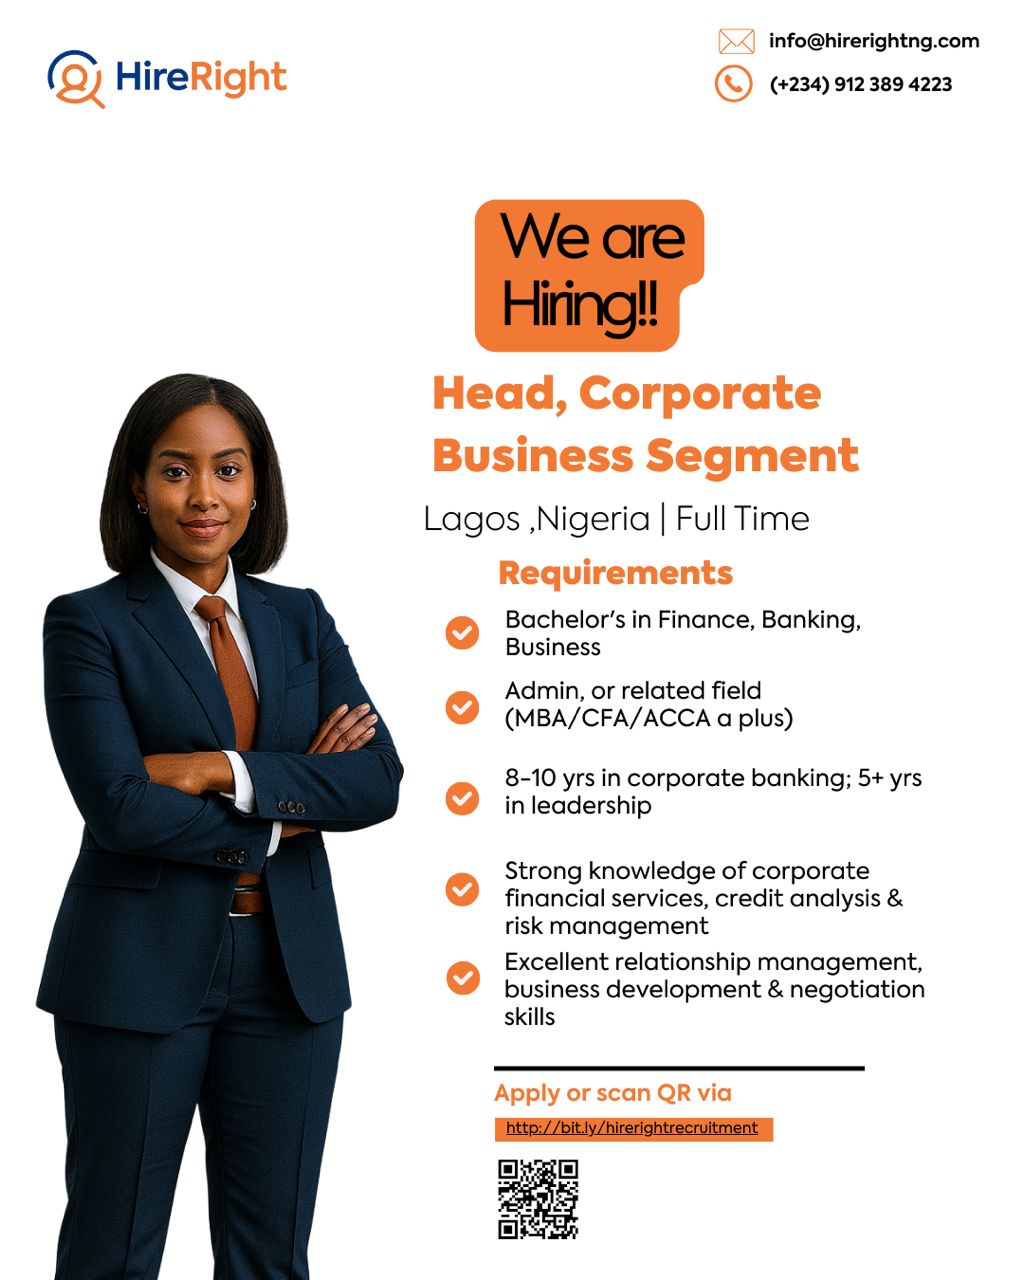 HireRight
info@hirerightng.com
(+234) 912 389 4223
We are
Hiring!!
Head, Corporate
Business Segment
Lagos ,Nigeria | Full Time
Requirements
Bachelor's in Finance, Banking,
Business
Admin, or related field
(MBA/CFA/ACCA a plus)
8-10 yrs in corporate banking; 5+ yrs
in leadership
Strong knowledge of corporate
financial services, credit analysis &
risk management
Excellent relationship management,
business development & negotiation
skills
Apply or scan QR via
http://bit.ly/hirerightrecruitment